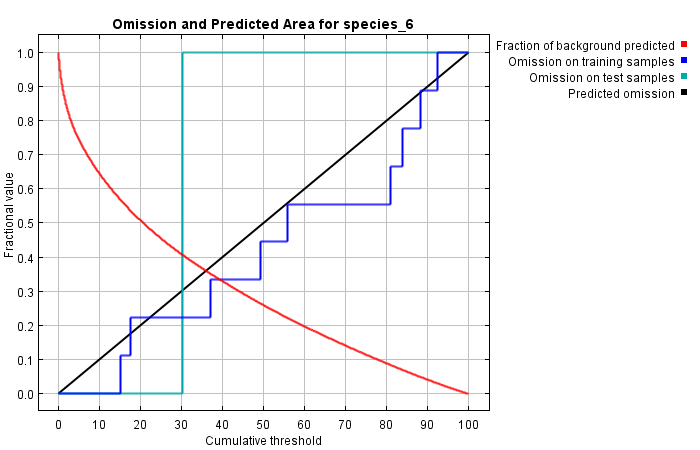 Omission and Predicted Area for species_6
Fraction of background predicted
Omission on training samples
Omission on test samples
Predicted omission
Fractional value
1.0
0.9
0.8
0.7
0.6
0.5
0.4
0.3
0.2
0.1
0.0
0 10 20 30 40 50 60 70 80 90 100
Cumulative threshold